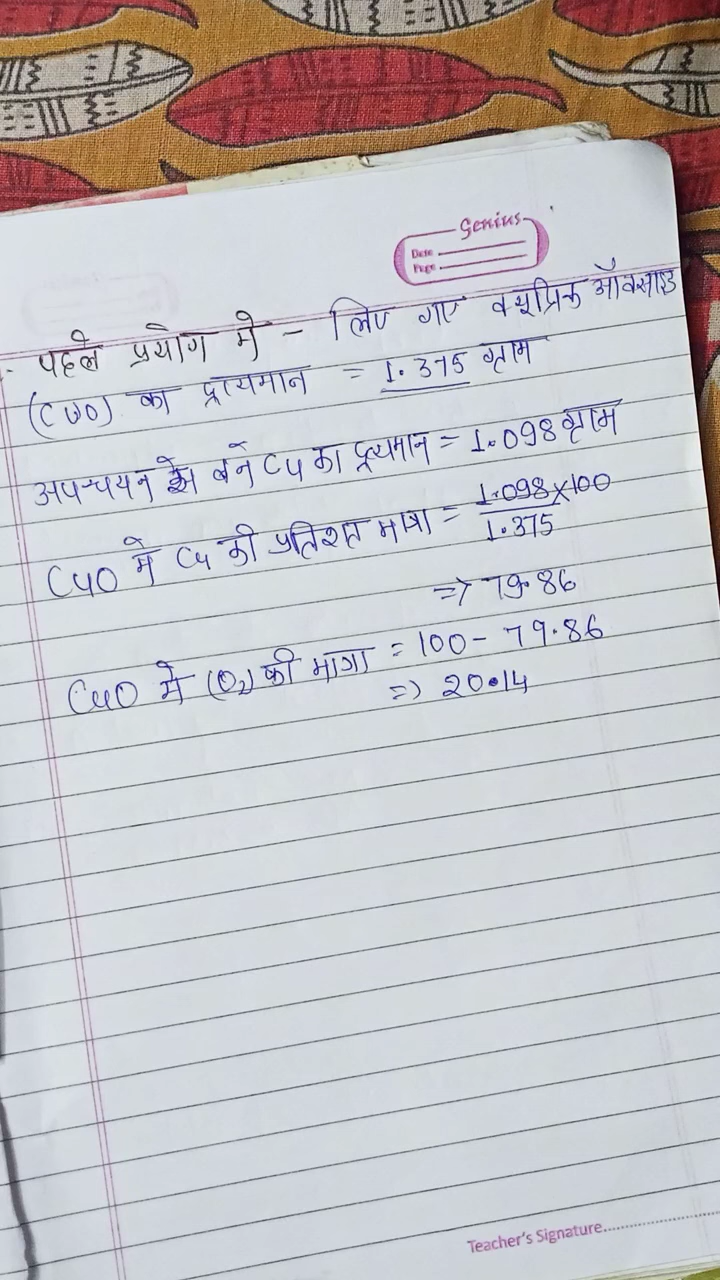 Genius
Date
Page
पहले प्रयोग में - लिए गए क्यूप्रिक ऑक्साइड
(CuO) का द्रव्यमान = 1.375 ग्राम
अपचयन से बने Cu का द्रव्यमान = 1.098 ग्राम
CuO में Cu की प्रतिशत मात्रा = 1.098×100
1.375
=> 79.86
CuO में (O₂) की मात्रा = 100 - 79.86
=> 20.14
Teacher's Signature